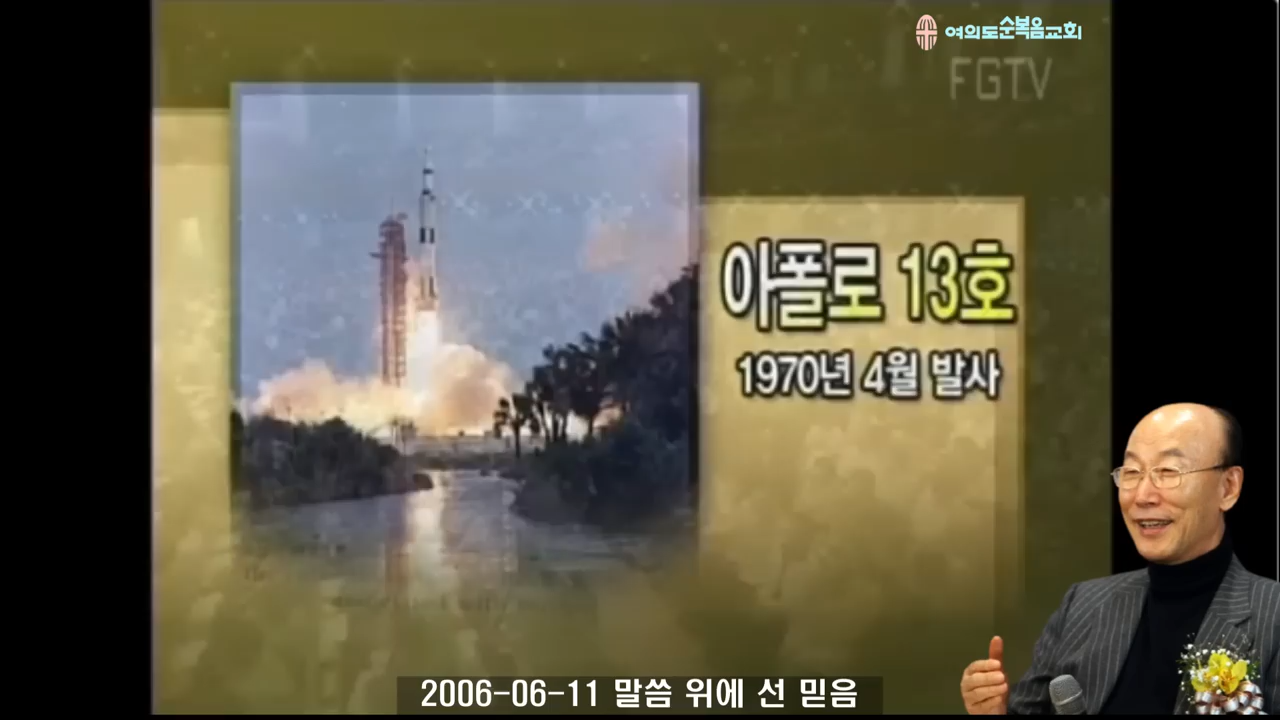 여의도순복음교회
FGTV
아폴로 13호
1970년 4월 발사
2006-06-11 말씀 위에 선 믿음